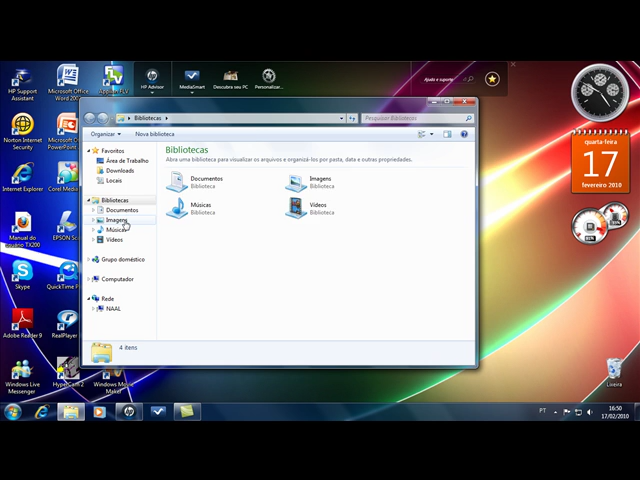 HP Support
Assistant
Microsoft
Word 2007
HP Advisor
MediaSmart
Descubra seu PC
Personalizar...
Ajuda e suporte
Norton
Internet
Security
Microsoft
Internet Explorer
Corel
Manual do
usuário TX200
EPSON
Skype
QuickTime
Adobe Reader 9
RealPlayer
Windows Live
Messenger
HyperCam 2
Windows Movie
Maker
Bibliotecas
Pesquisar Bibliotecas
Organizar
Nova biblioteca
Favoritos
Área de Trabalho
Downloads
Locais
Bibliotecas
Documentos
Imagens
Músicas
Vídeos
Grupo doméstico
Computador
Rede
NAAL
Bibliotecas
Abra uma biblioteca para visualizar os arquivos e organizá-los por pasta, data e outras propriedades.
Documentos
Biblioteca
Imagens
Biblioteca
Músicas
Biblioteca
Vídeos
Biblioteca
4 itens
quarta-feira
17
fevereiro 2010
Lixeira
PT
16:50
17/02/2010